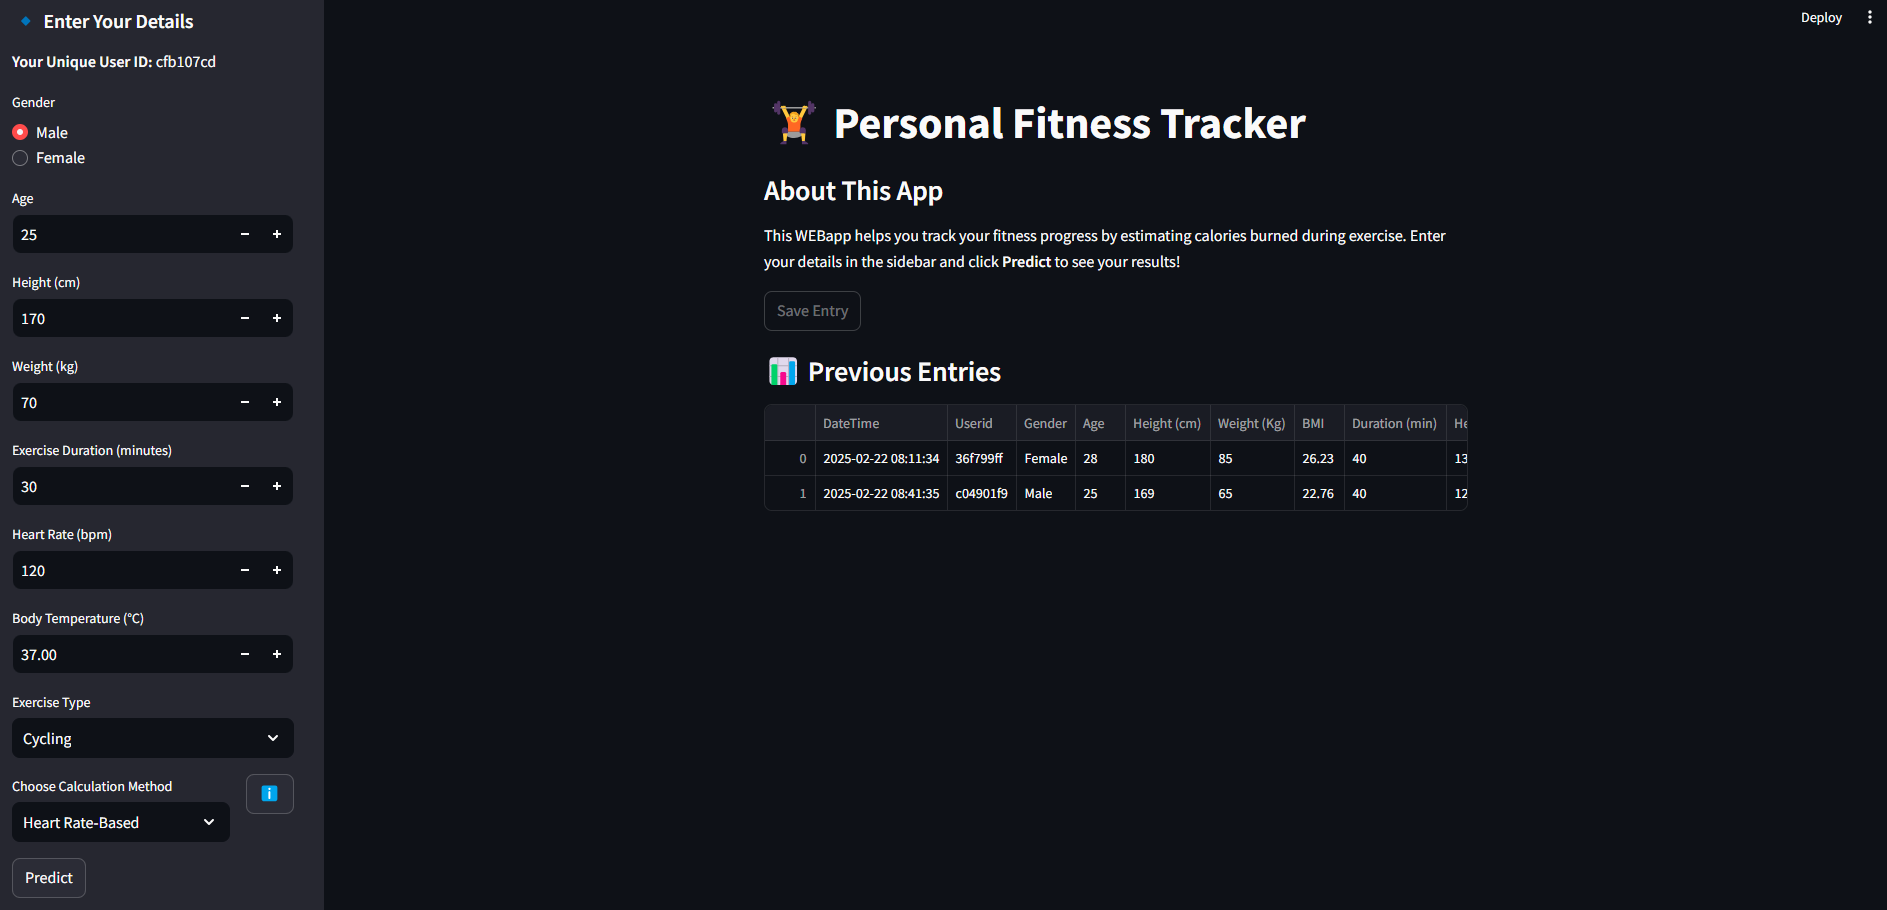 Enter Your Details
Your Unique User ID: cfb107cd
Gender
Male
Female
Age
25
Height (cm)
170
Weight (kg)
70
Exercise Duration (minutes)
30
Heart Rate (bpm)
120
Body Temperature (°C)
37.00
Exercise Type
Cycling
Choose Calculation Method
Heart Rate-Based
Predict
Deploy
Personal Fitness Tracker
About This App
This WEBapp helps you track your fitness progress by estimating calories burned during exercise. Enter
your details in the sidebar and click Predict to see your results!
Save Entry
Previous Entries
DateTime Userid Gender Age Height (cm) Weight (Kg) BMI Duration (min) He
0 2025-02-22 08:11:34 36f799ff Female 28 180 85 26.23 40 13
1 2025-02-22 08:41:35 c04901f9 Male 25 169 65 22.76 40 12